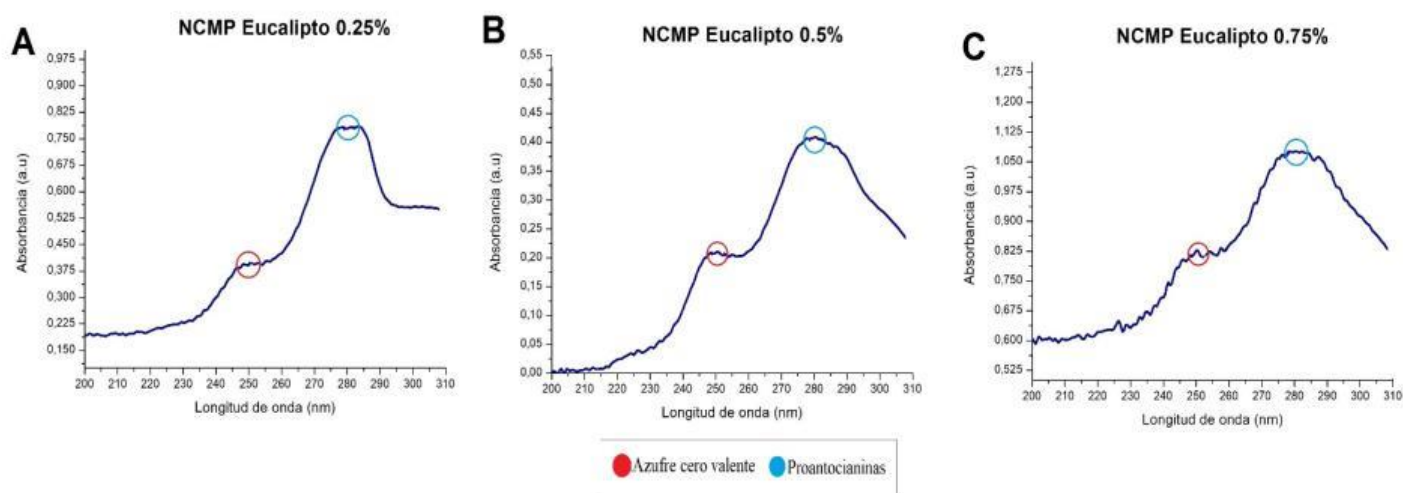 A
NCMP Eucalipto 0.25%
Absorbancia (a.u)
0,975
0,900
0,825
0,750
0,675
0,600
0,525
0,450
0,375
0,300
0,225
0,150
200 210 220 230 240 250 260 270 280 290 300 310
Longitud de onda (nm)
B
NCMP Eucalipto 0.5%
Absorbancia (a.u)
0,55
0,50
0,45
0,40
0,35
0,30
0,25
0,20
0,15
0,10
0,05
0,00
200 210 220 230 240 250 260 270 280 290 300 310
Longitud de onda (nm)
C
NCMP Eucalipto 0.75%
Absorbancia (a.u)
1,275
1,200
1,125
1,050
0,975
0,900
0,825
0,750
0,675
0,600
0,525
200 210 220 230 240 250 260 270 280 290 300 310
Longitud de onda (nm)
Azufre cero valente Proantocianinas